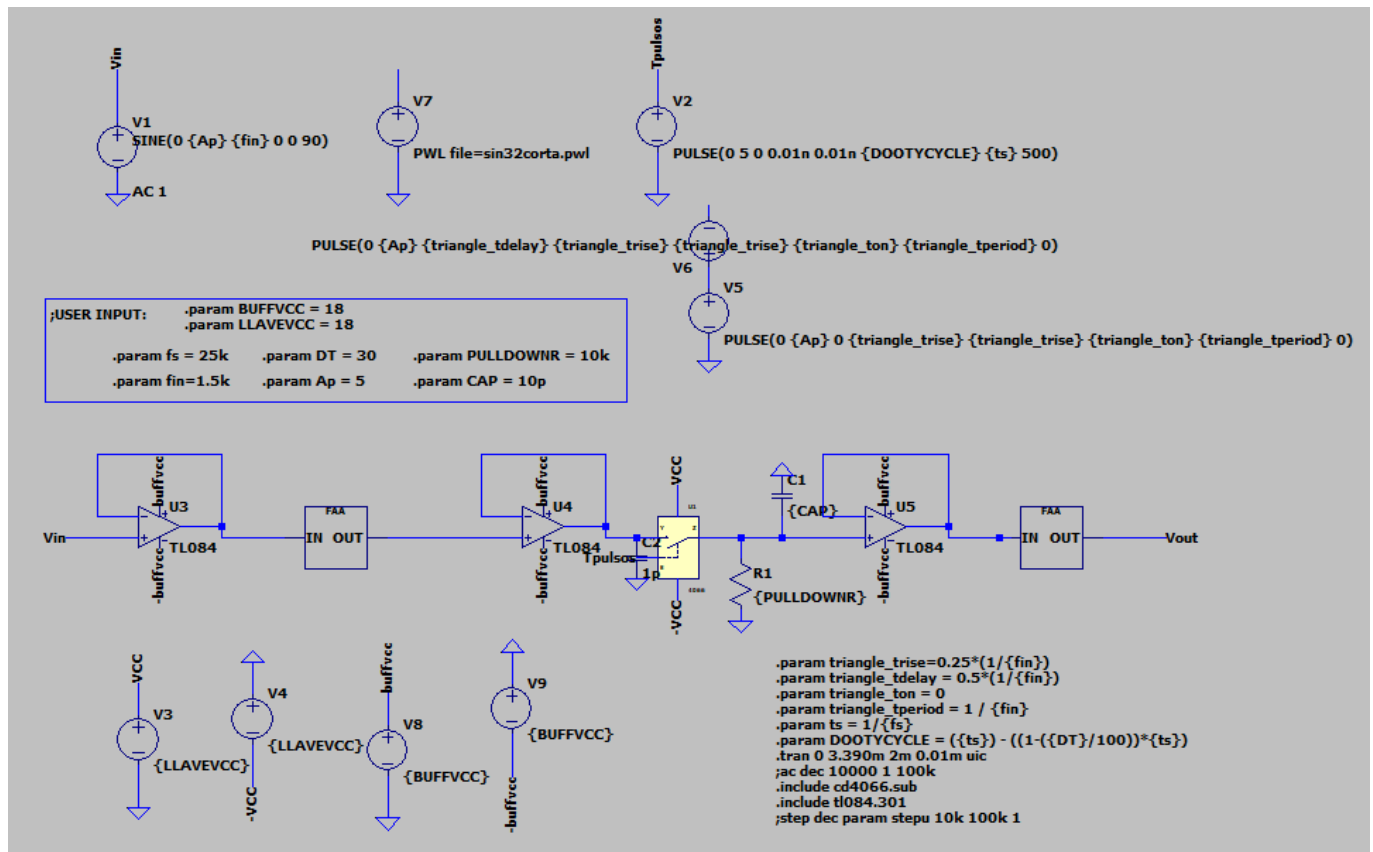 Vin
V1
SINE(0 {Ap} {fin} 0 0 90)
AC 1
V7
PWL file=sin32corta.pwl
Tpulsos
V2
PULSE(0 5 0 0.01n 0.01n {DOOTYCYCLE} {ts} 500)
PULSE(0 {Ap} {triangle_tdelay} {triangle_trise} {triangle_trise} {triangle_ton} {triangle_tperiod} 0)
V6
V5
PULSE(0 {Ap} 0 {triangle_trise} {triangle_trise} {triangle_ton} {triangle_tperiod} 0)
;USER INPUT:
.param BUFFVCC = 18
.param LLAVEVCC = 18
.param fs = 25k
.param DT = 30
.param PULLDOWNR = 10k
.param fin=1.5k
.param Ap = 5
.param CAP = 10p
Vin
buffvcc
U3
TL084
-buffvcc
FAA
IN OUT
buffvcc
U4
TL084
-buffvcc
C2
1p
Tpulsos
VCC
U1
Y
Z
E
4066
-VCC
C1
{CAP}
R1
{PULLDOWNR}
buffvcc
U5
TL084
-buffvcc
FAA
IN OUT
Vout
VCC
V3
{LLAVEVCC}
V4
{LLAVEVCC}
-VCC
buffvcc
V8
{BUFFVCC}
V9
{BUFFVCC}
-buffvcc
.param triangle_trise=0.25*(1/{fin})
.param triangle_tdelay = 0.5*(1/{fin})
.param triangle_ton = 0
.param triangle_tperiod = 1 / {fin}
.param ts = 1/{fs}
.param DOOTYCYCLE = ({ts}) - ((1-({DT}/100))*{ts})
.tran 0 3.390m 2m 0.01m uic
;ac dec 10000 1 100k
.include cd4066.sub
.include tl084.301
;step dec param stepu 10k 100k 1